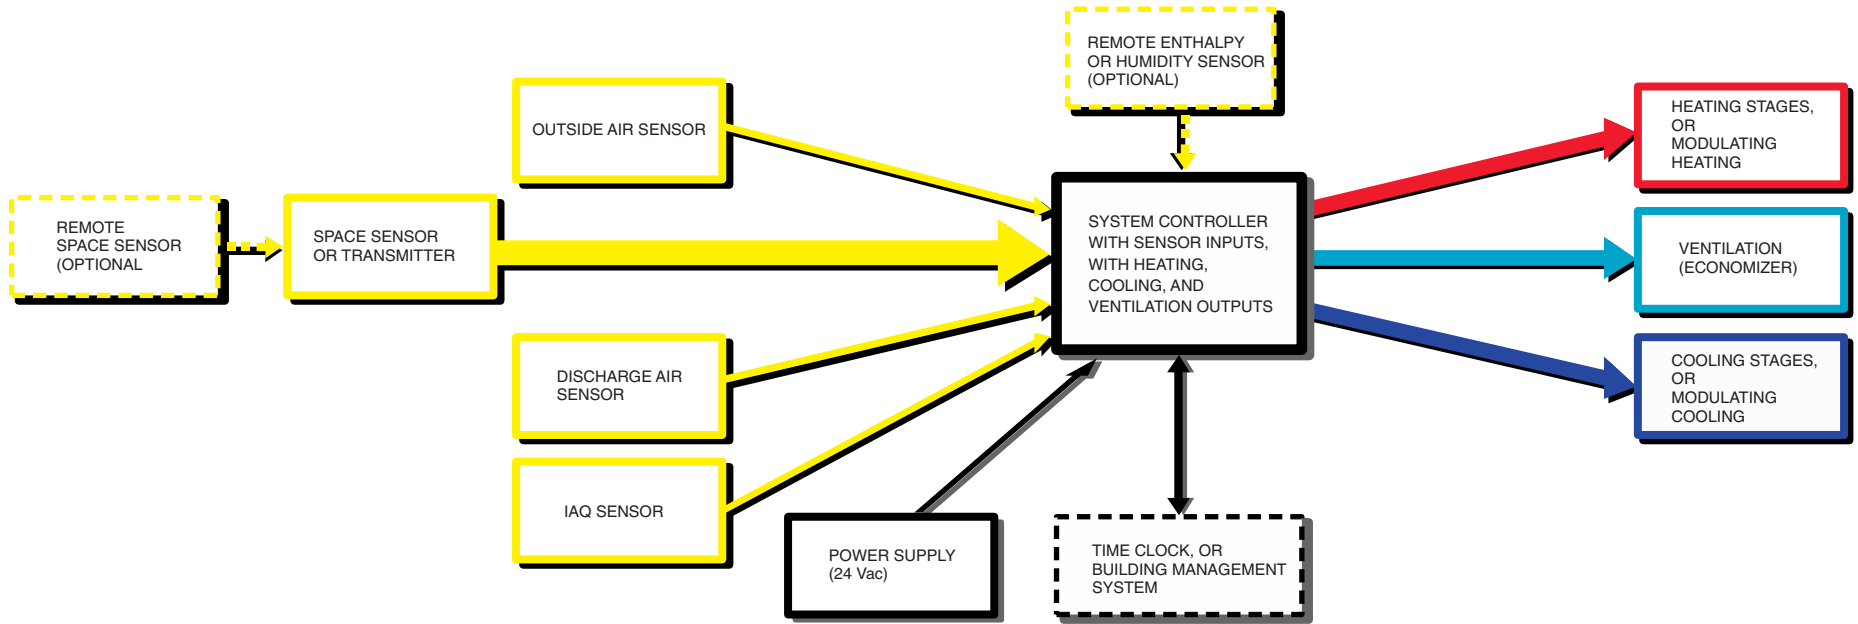 REMOTE ENTHALPY
OR HUMIDITY SENSOR
(OPTIONAL)
OUTSIDE AIR SENSOR
REMOTE
SPACE SENSOR
(OPTIONAL
SPACE SENSOR
OR TRANSMITTER
DISCHARGE AIR
SENSOR
IAQ SENSOR
POWER SUPPLY
(24 Vac)
SYSTEM CONTROLLER
WITH SENSOR INPUTS,
WITH HEATING,
COOLING, AND
VENTILATION OUTPUTS
TIME CLOCK, OR
BUILDING MANAGEMENT
SYSTEM
HEATING STAGES,
OR
MODULATING
HEATING
VENTILATION
(ECONOMIZER)
COOLING STAGES,
OR
MODULATING
COOLING